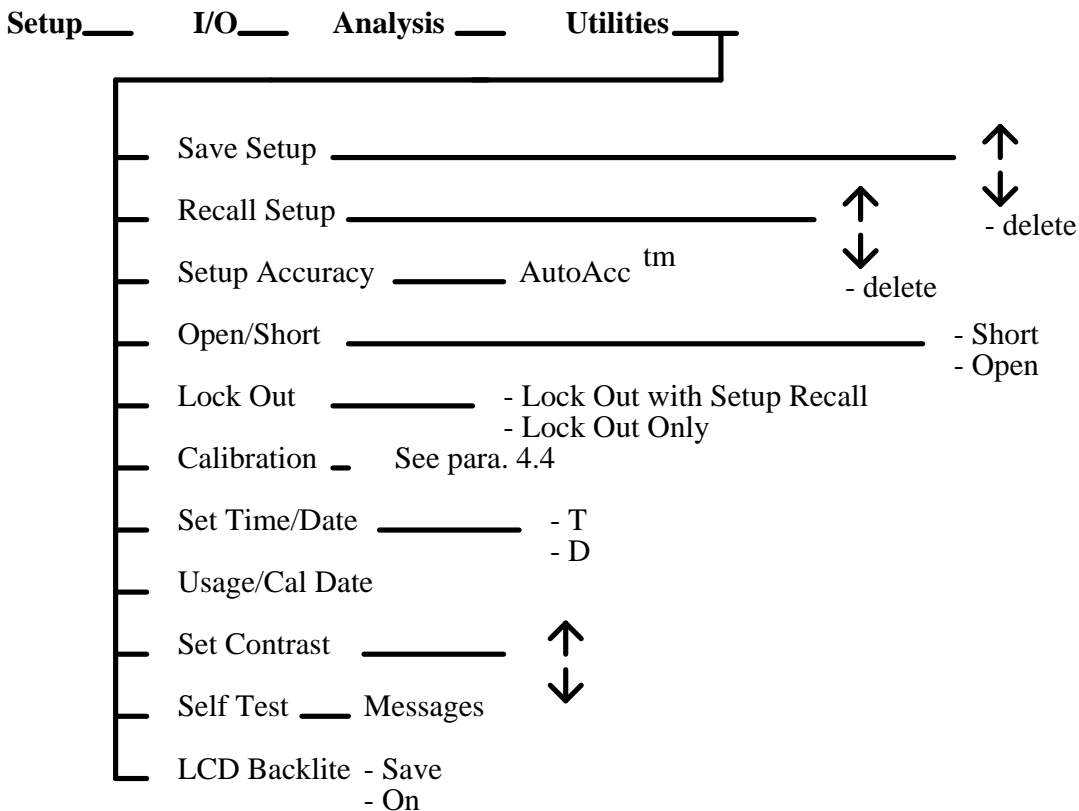 Setup I/O Analysis Utilities
Save Setup
- delete
Recall Setup
- delete
Setup Accuracy AutoAcc tm
Open/Short - Short
- Open
Lock Out - Lock Out with Setup Recall
- Lock Out Only
Calibration See para. 4.4
Set Time/Date - T
- D
Usage/Cal Date
Set Contrast
Self Test Messages
LCD Backlite - Save
- On